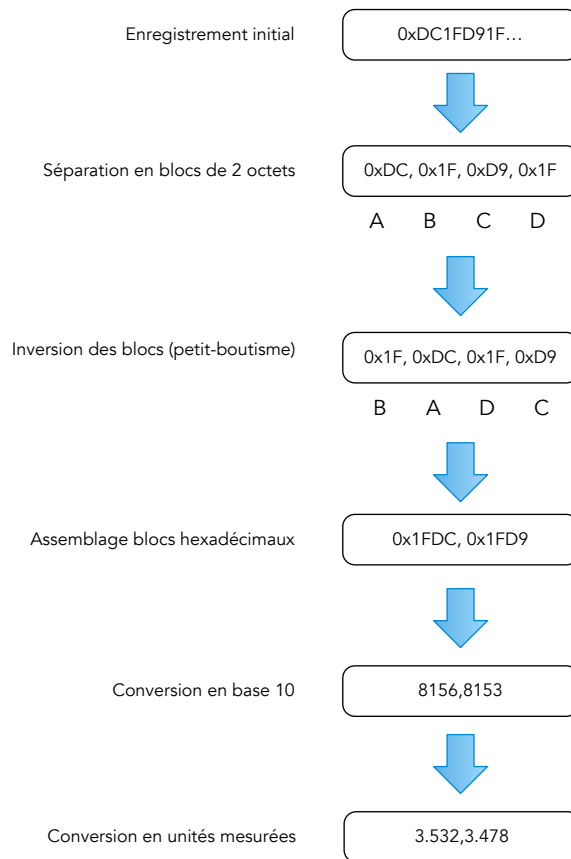 Enregistrement initial
0xDC1FD91F…
Séparation en blocs de 2 octets
0xDC, 0x1F, 0xD9, 0x1F
A B C D
Inversion des blocs (petit-boutisme)
0x1F, 0xDC, 0x1F, 0xD9
B A D C
Assemblage blocs hexadécimaux
0x1FDC, 0x1FD9
Conversion en base 10
8156,8153
Conversion en unités mesurées
3.532,3.478